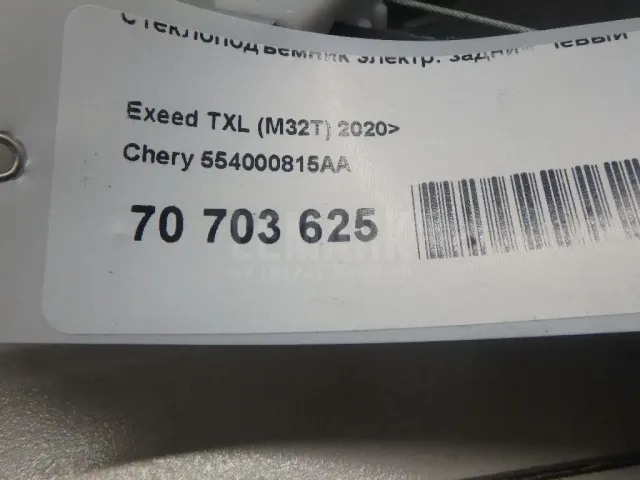 Стеклоподъемник электр. задний левый
Exeed TXL (M32T) 2020>
Chery 554000815AA
70 703 625